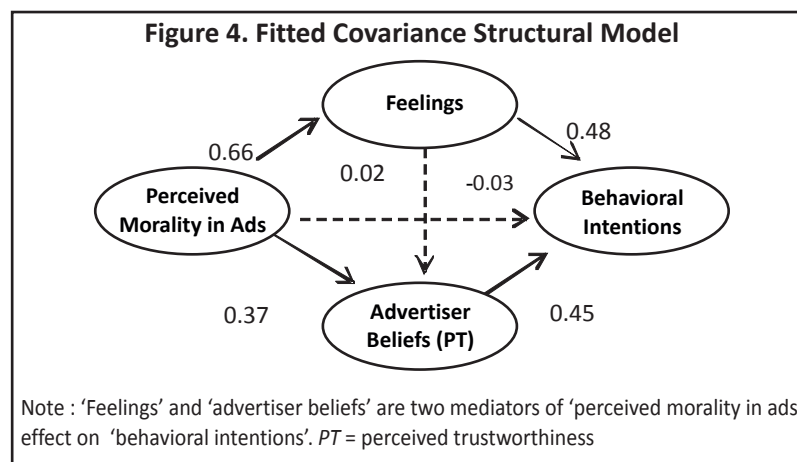 Figure 4. Fitted Covariance Structural Model
Feelings
0.66
0.02
-0.03
0.48
Perceived
Morality in Ads
Behavioral
Intentions
0.37
Advertiser
Beliefs (PT)
0.45
Note : 'Feelings' and 'advertiser beliefs' are two mediators of 'perceived morality in ads
effect on 'behavioral intentions'. PT = perceived trustworthiness